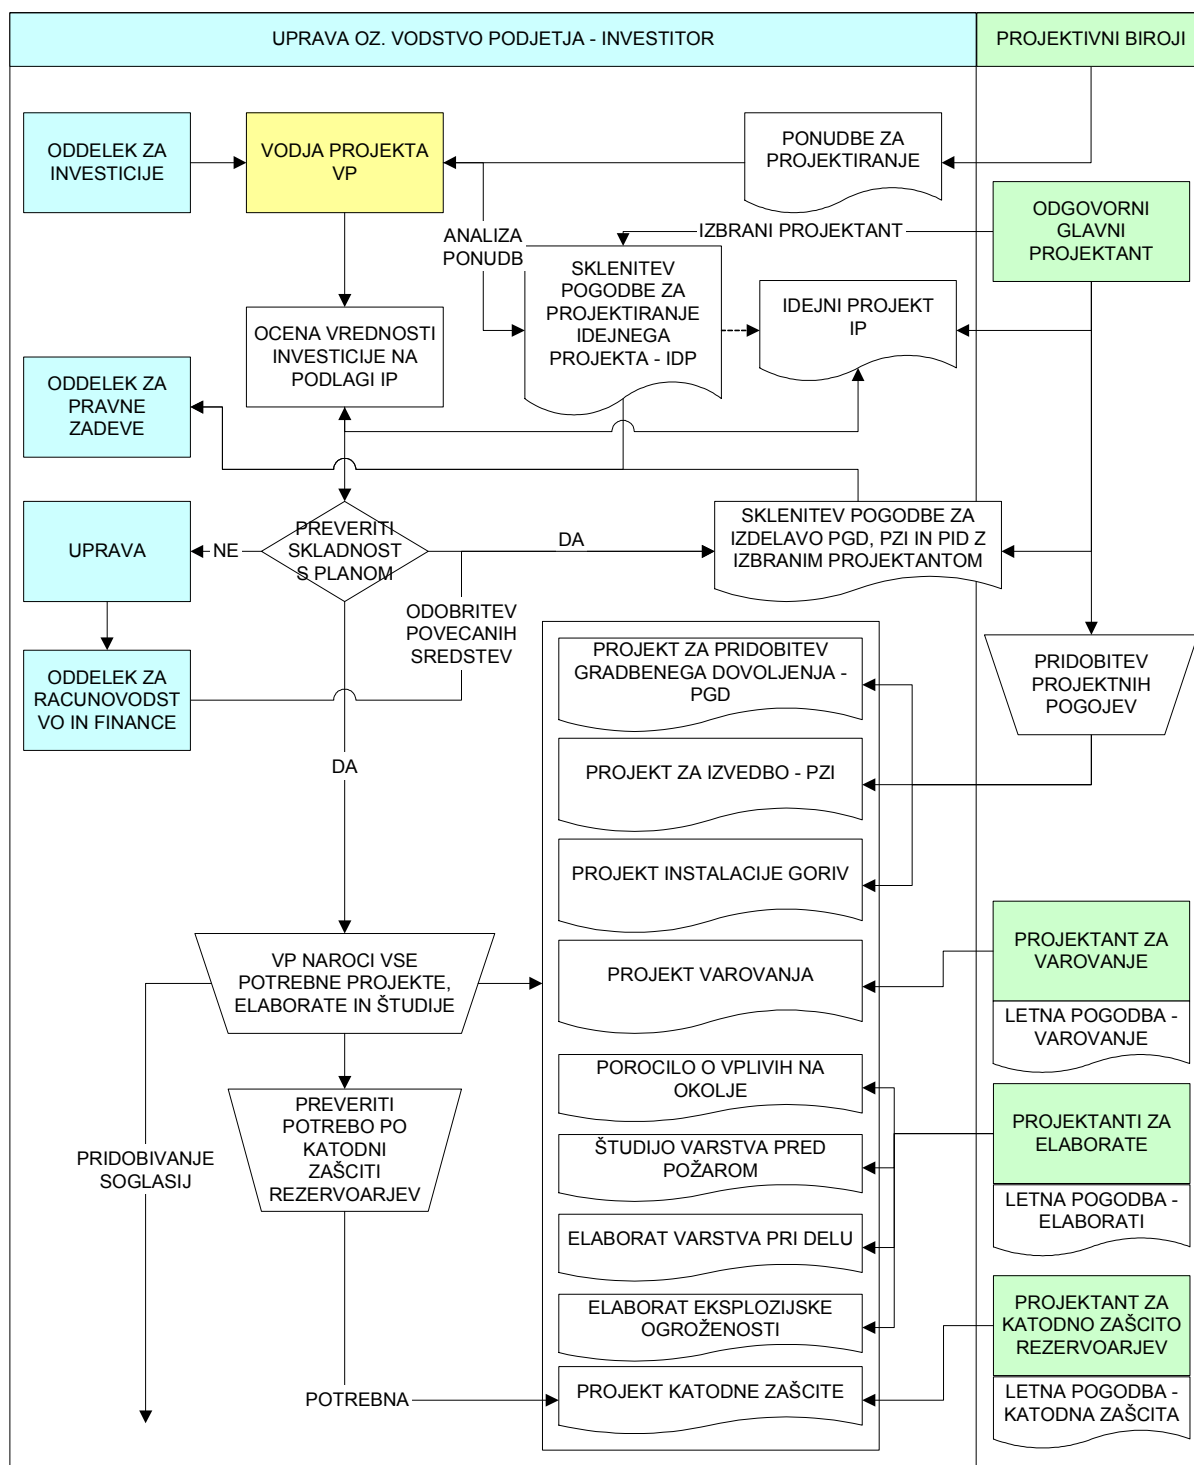 UPRAVA OZ. VODSTVO PODJETJA - INVESTITOR
PROJEKTIVNI BIROJI
ODDELEK ZA
INVESTICIJE
VODJA PROJEKTA
VP
PONUDBE ZA
PROJEKTIRANJE
ODGOVORNI
GLAVNI
PROJEKTANT
ANALIZA
PONUDB
IZBRANI PROJEKTANT
SKLENITEV
POGODBE ZA
PROJEKTIRANJE
IDEJNEGA
PROJEKTA - IDP
IDEJNI PROJEKT
IP
OCENA VREDNOSTI
INVESTICIJE NA
PODLAGI IP
ODDELEK ZA
PRAVNE
ZADEVE
UPRAVA
NE
PREVERITI
SKLADNOST
S PLANOM
DA
SKLENITEV POGODBE ZA
IZDELAVO PGD, PZI IN PID Z
IZBRANIM PROJEKTANTOM
ODOBRITEV
POVECANIH
SREDSTEV
ODDELEK ZA
RACUNOVODST
VO IN FINANCE
PROJEKT ZA PRIDOBITEV
GRADBENEGA DOVOLJENJA -
PGD
PRIDOBITEV
PROJEKTNIH
POGOJEV
DA
PROJEKT ZA IZVEDBO - PZI
PROJEKT INSTALACIJE GORIV
VP NAROCI VSE
POTREBNE PROJEKTE,
ELABORATE IN ŠTUDIJE
PROJEKT VAROVANJA
PROJEKTANT ZA
VAROVANJE
LETNA POGODBA -
VAROVANJE
PREVERITI
POTREBO PO
KATODNI
ZAŠCITI
REZERVOARJEV
POROCILO O VPLIVIH NA
OKOLJE
PROJEKTANTI ZA
ELABORATE
LETNA POGODBA -
ELABORATI
PRIDOBIVANJE
SOGLASIJ
ŠTUDIJO VARSTVA PRED
POŽAROM
ELABORAT VARSTVA PRI DELU
ELABORAT EKSPLOZIJSKE
OGROŽENOSTI
PROJEKTANT ZA
KATODNO ZAŠCITO
REZERVOARJEV
LETNA POGODBA -
KATODNA ZAŠCITA
POTREBNA
PROJEKT KATODNE ZAŠCITE